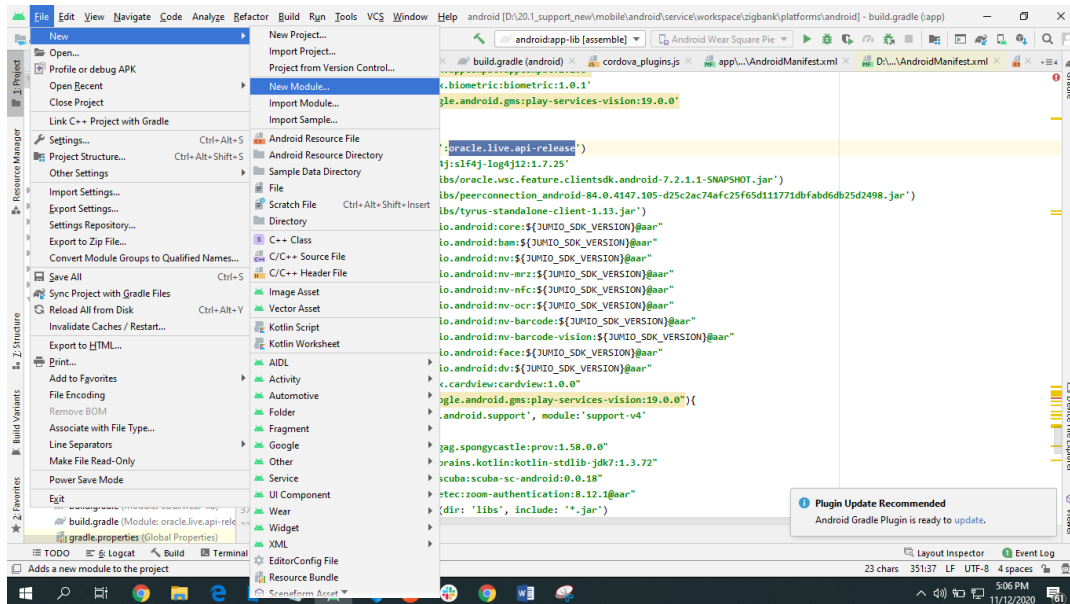 File Edit View Navigate Code Analyze Refactor Build Run Tools VCS Window Help android [D:\20.1_support_new\mobile\android\service\workspace\zigbank\platforms\android] - build.gradle (:app)
android:app-lib [assemble] Android Wear Square Pie
build.gradle (android) cordova_plugins.js app\...\AndroidManifest.xml D:\...\AndroidManifest.xml
New
Open...
Profile or debug APK
Open Recent
Close Project
Link C++ Project with Gradle
Settings... Ctrl+Alt+S
Project Structure... Ctrl+Alt+Shift+S
Other Settings
Import Settings...
Export Settings...
Settings Repository...
Export to Zip File...
Convert Module Groups to Qualified Names...
Save All Ctrl+S
Sync Project with Gradle Files
Reload All from Disk Ctrl+Alt+Y
Invalidate Caches / Restart...
Export to HTML...
Print...
Add to Favorites
File Encoding
Remove BOM
Associate with File Type...
Line Separators
Make File Read-Only
Power Save Mode
Exit
New Project...
Import Project...
Project from Version Control...
New Module...
Import Module...
Import Sample...
Android Resource File
Android Resource Directory
Sample Data Directory
File
Scratch File Ctrl+Alt+Shift+Insert
Directory
C++ Class
C/C++ Source File
C/C++ Header File
Image Asset
Vector Asset
Kotlin Script
Kotlin Worksheet
AIDL
Activity
Automotive
Folder
Fragment
Google
Other
Service
UI Component
Wear
Widget
XML
EditorConfig File
Resource Bundle
Sceneform Asset
c.biometric:biometric:1.0.1'
gle.android.gms:play-services-vision:19.0.0'
':oracle.live.api-release')
4j:slf4j-log4j12:1.7.25'
ibs/oracle.wsc.feature.clientsdk.android-7.2.1.1-SNAPSHOT.jar')
ibs/peerconnection_android-84.0.4147.105-d25c2ac74afc25f65d111771dbfabd6db25d2498.jar')
ibs/tyrus-standalone-client-1.13.jar')
io.android:core:${JUMIO_SDK_VERSION}@aar"
io.android:bam:${JUMIO_SDK_VERSION}@aar"
io.android:nv:${JUMIO_SDK_VERSION}@aar"
io.android:nv-mrz:${JUMIO_SDK_VERSION}@aar"
io.android:nv-nfc:${JUMIO_SDK_VERSION}@aar"
io.android:nv-ocr:${JUMIO_SDK_VERSION}@aar"
io.android:nv-barcode:${JUMIO_SDK_VERSION}@aar"
io.android:nv-barcode-vision:${JUMIO_SDK_VERSION}@aar"
io.android:face:${JUMIO_SDK_VERSION}@aar"
io.android:dv:${JUMIO_SDK_VERSION}@aar"
x.cardview:cardview:1.0.0"
ogle.android.gms:play-services-vision:19.0.0"){
.android.support', module:'support-v4'
gag.spongycastle:prov:1.58.0.0"
brains.kotlin:kotlin-stdlib-jdk7:1.3.72"
scuba:scuba-sc-android:0.0.18"
etec:zoom-authentication:8.12.1@aar"
(dir: 'libs', include: '*.jar')
1: Project
Resource Manager
Z: Structure
Build Variants
2: Favorites
Gradle
Device File Explorer
build.gradle (Module: oracle.live.api-rele
gradle.properties (Global Properties)
Plugin Update Recommended
Android Gradle Plugin is ready to update.
TODO 6: Logcat Build Terminal Layout Inspector 1 Event Log
Adds a new module to the project 23 chars 351:37 LF UTF-8 4 spaces
5:06 PM
11/12/2020
61